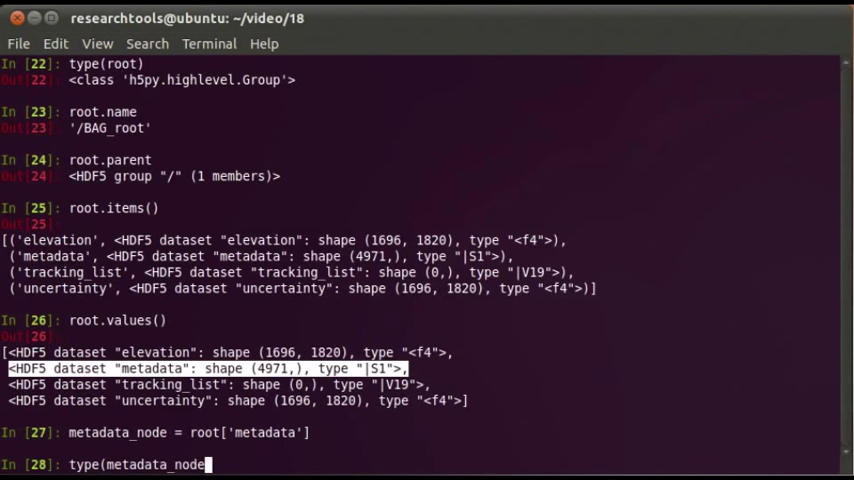 researchtools@ubuntu: ~/video/18
File Edit View Search Terminal Help
In [22]: type(root)
Out[22]: <class 'h5py.highlevel.Group'>
In [23]: root.name
Out[23]: '/BAG_root'
In [24]: root.parent
Out[24]: <HDF5 group "/" (1 members)>
In [25]: root.items()
Out[25]:
[('elevation', <HDF5 dataset "elevation": shape (1696, 1820), type "<f4">),
('metadata', <HDF5 dataset "metadata": shape (4971,), type "|S1">),
('tracking_list', <HDF5 dataset "tracking_list": shape (0,), type "|V19">),
('uncertainty', <HDF5 dataset "uncertainty": shape (1696, 1820), type "<f4">)]
In [26]: root.values()
Out[26]:
[<HDF5 dataset "elevation": shape (1696, 1820), type "<f4">,
<HDF5 dataset "metadata": shape (4971,), type "|S1">,
<HDF5 dataset "tracking_list": shape (0,), type "|V19">,
<HDF5 dataset "uncertainty": shape (1696, 1820), type "<f4">]
In [27]: metadata_node = root['metadata']
In [28]: type(metadata_node